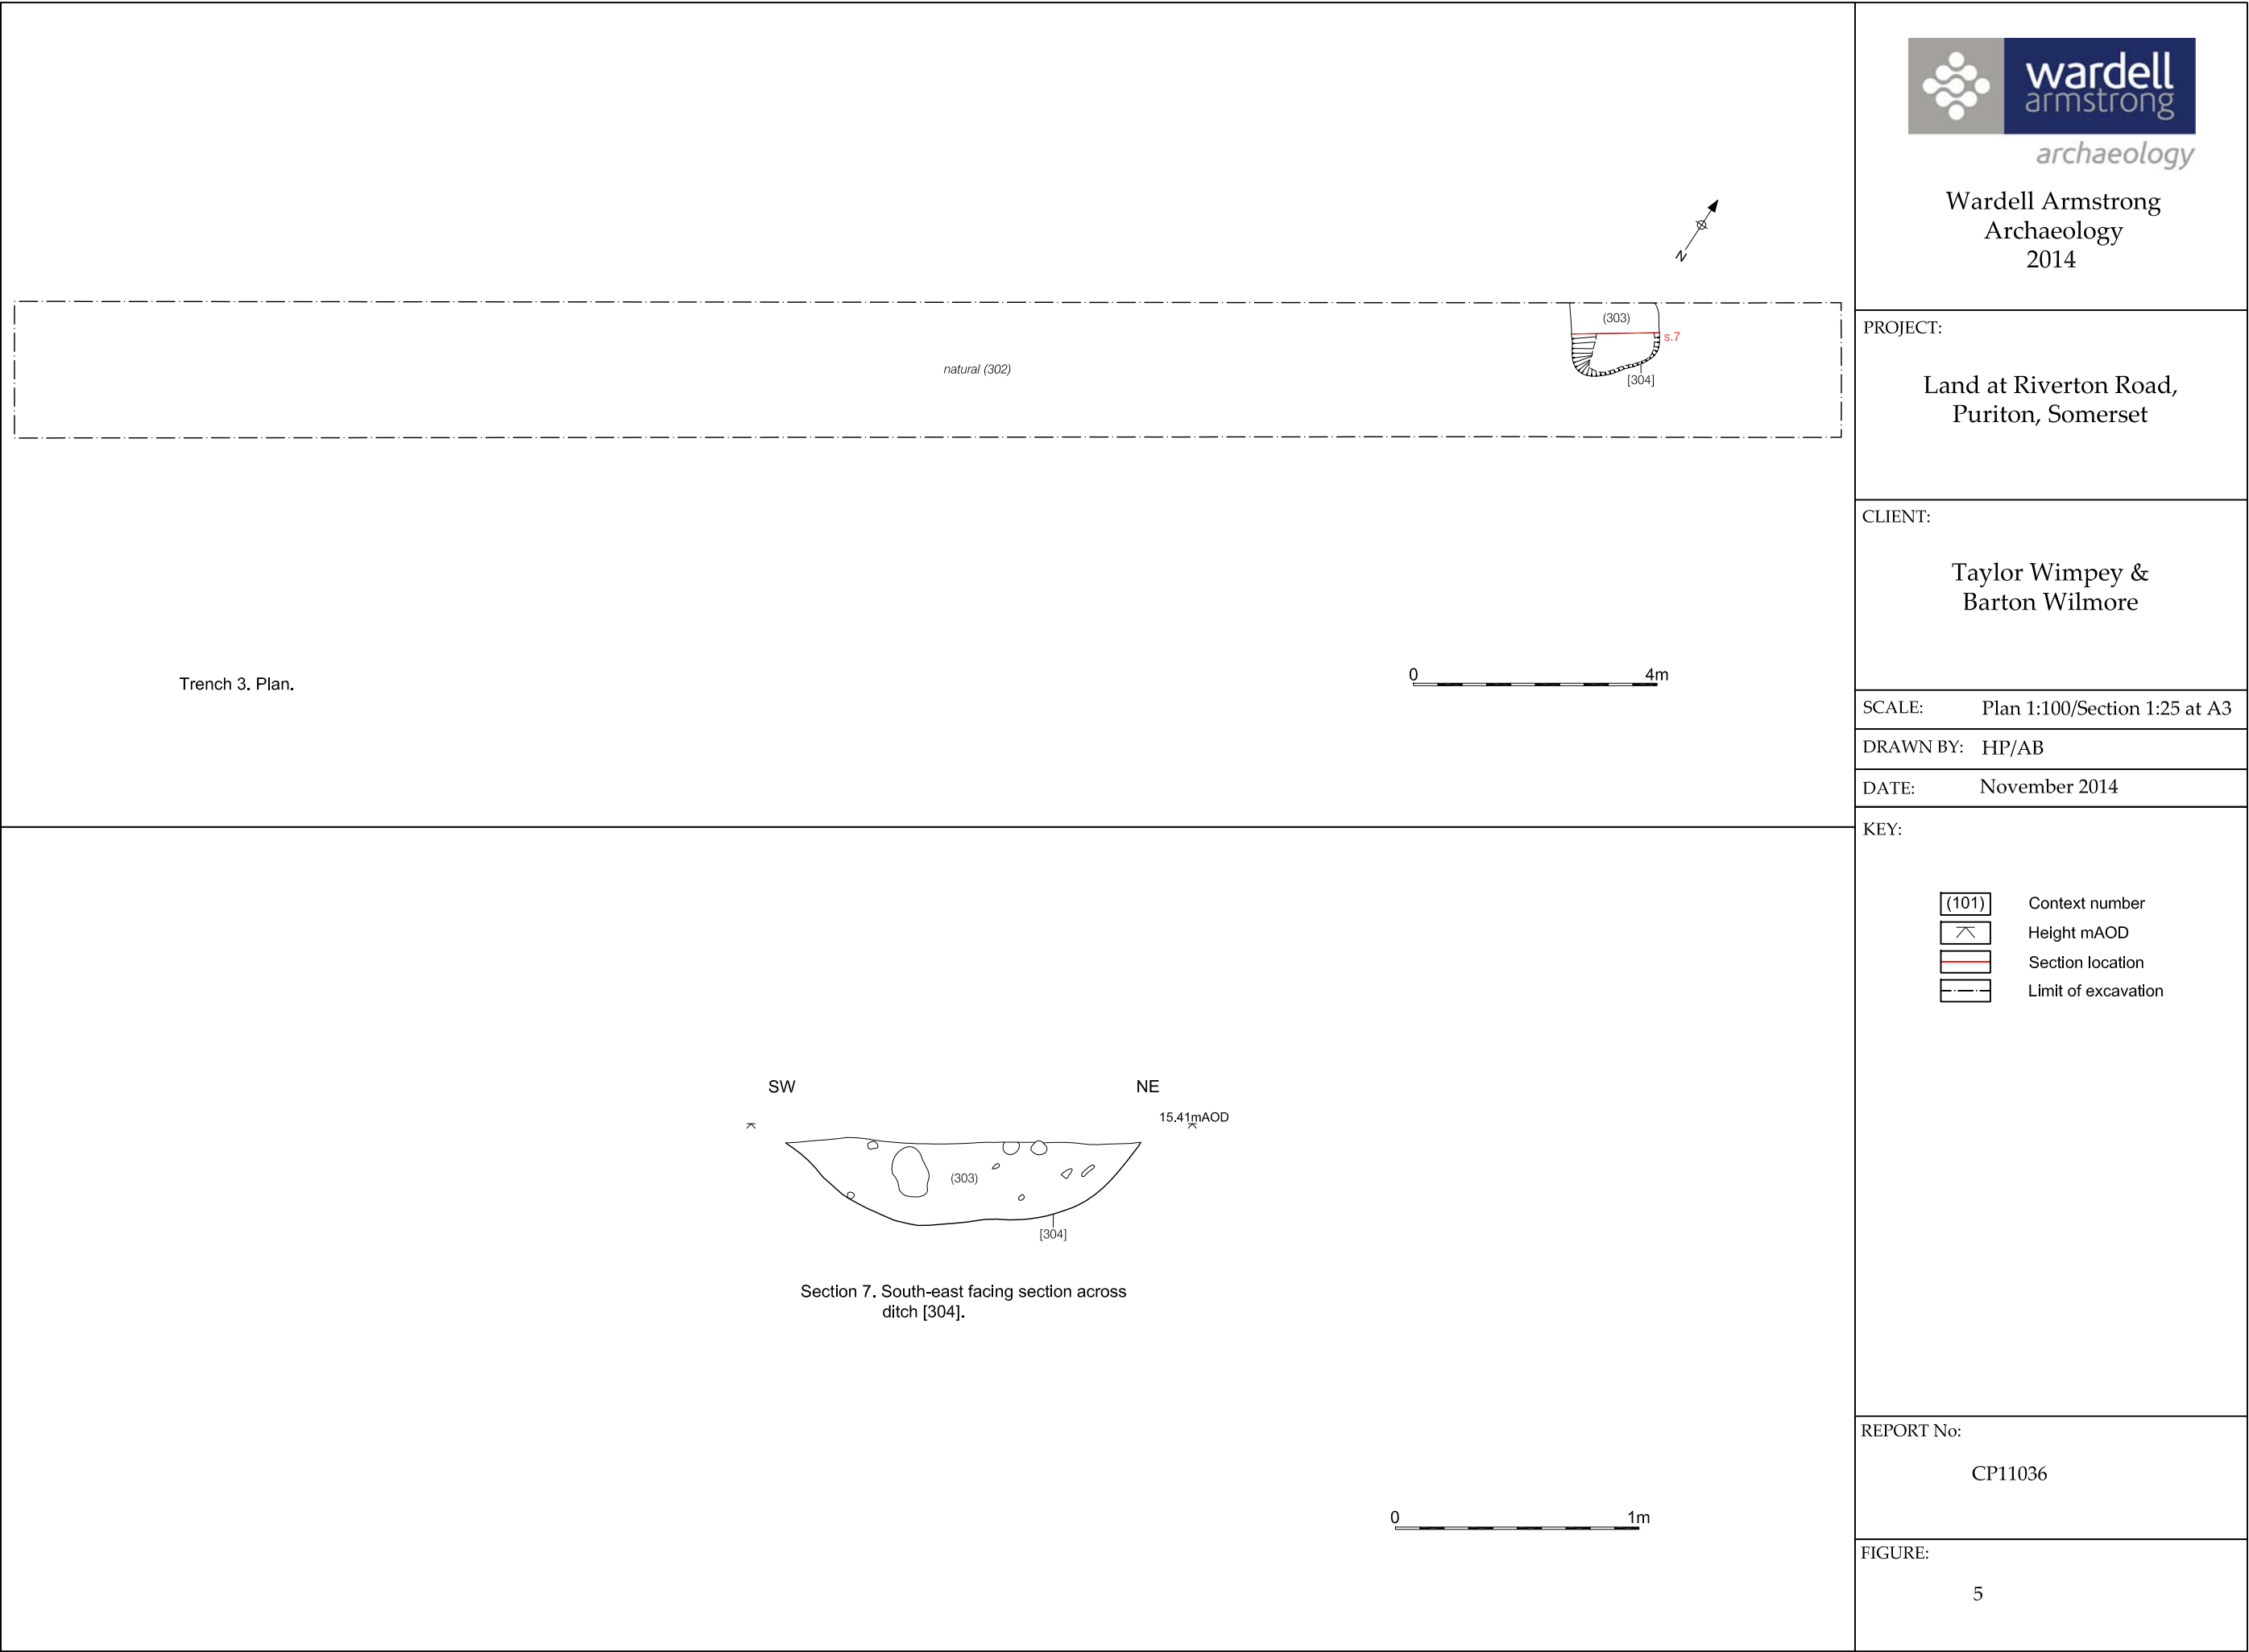 wardell
armstrong
archaeology
Wardell Armstrong
Archaeology
2014
PROJECT:
Land at Riverton Road,
Puriton, Somerset
CLIENT:
Taylor Wimpey &
Barton Wilmore
SCALE: Plan 1:100/Section 1:25 at A3
DRAWN BY: HP/AB
DATE: November 2014
KEY:
(101) Context number
Height mAOD
Section location
Limit of excavation
REPORT No:
CP11036
FIGURE:
5
N
(303)
s.7
natural (302)
[304]
Trench 3. Plan.
0 4m
SW NE
15.41mAOD
(303)
[304]
Section 7. South-east facing section across
ditch [304].
0 1m